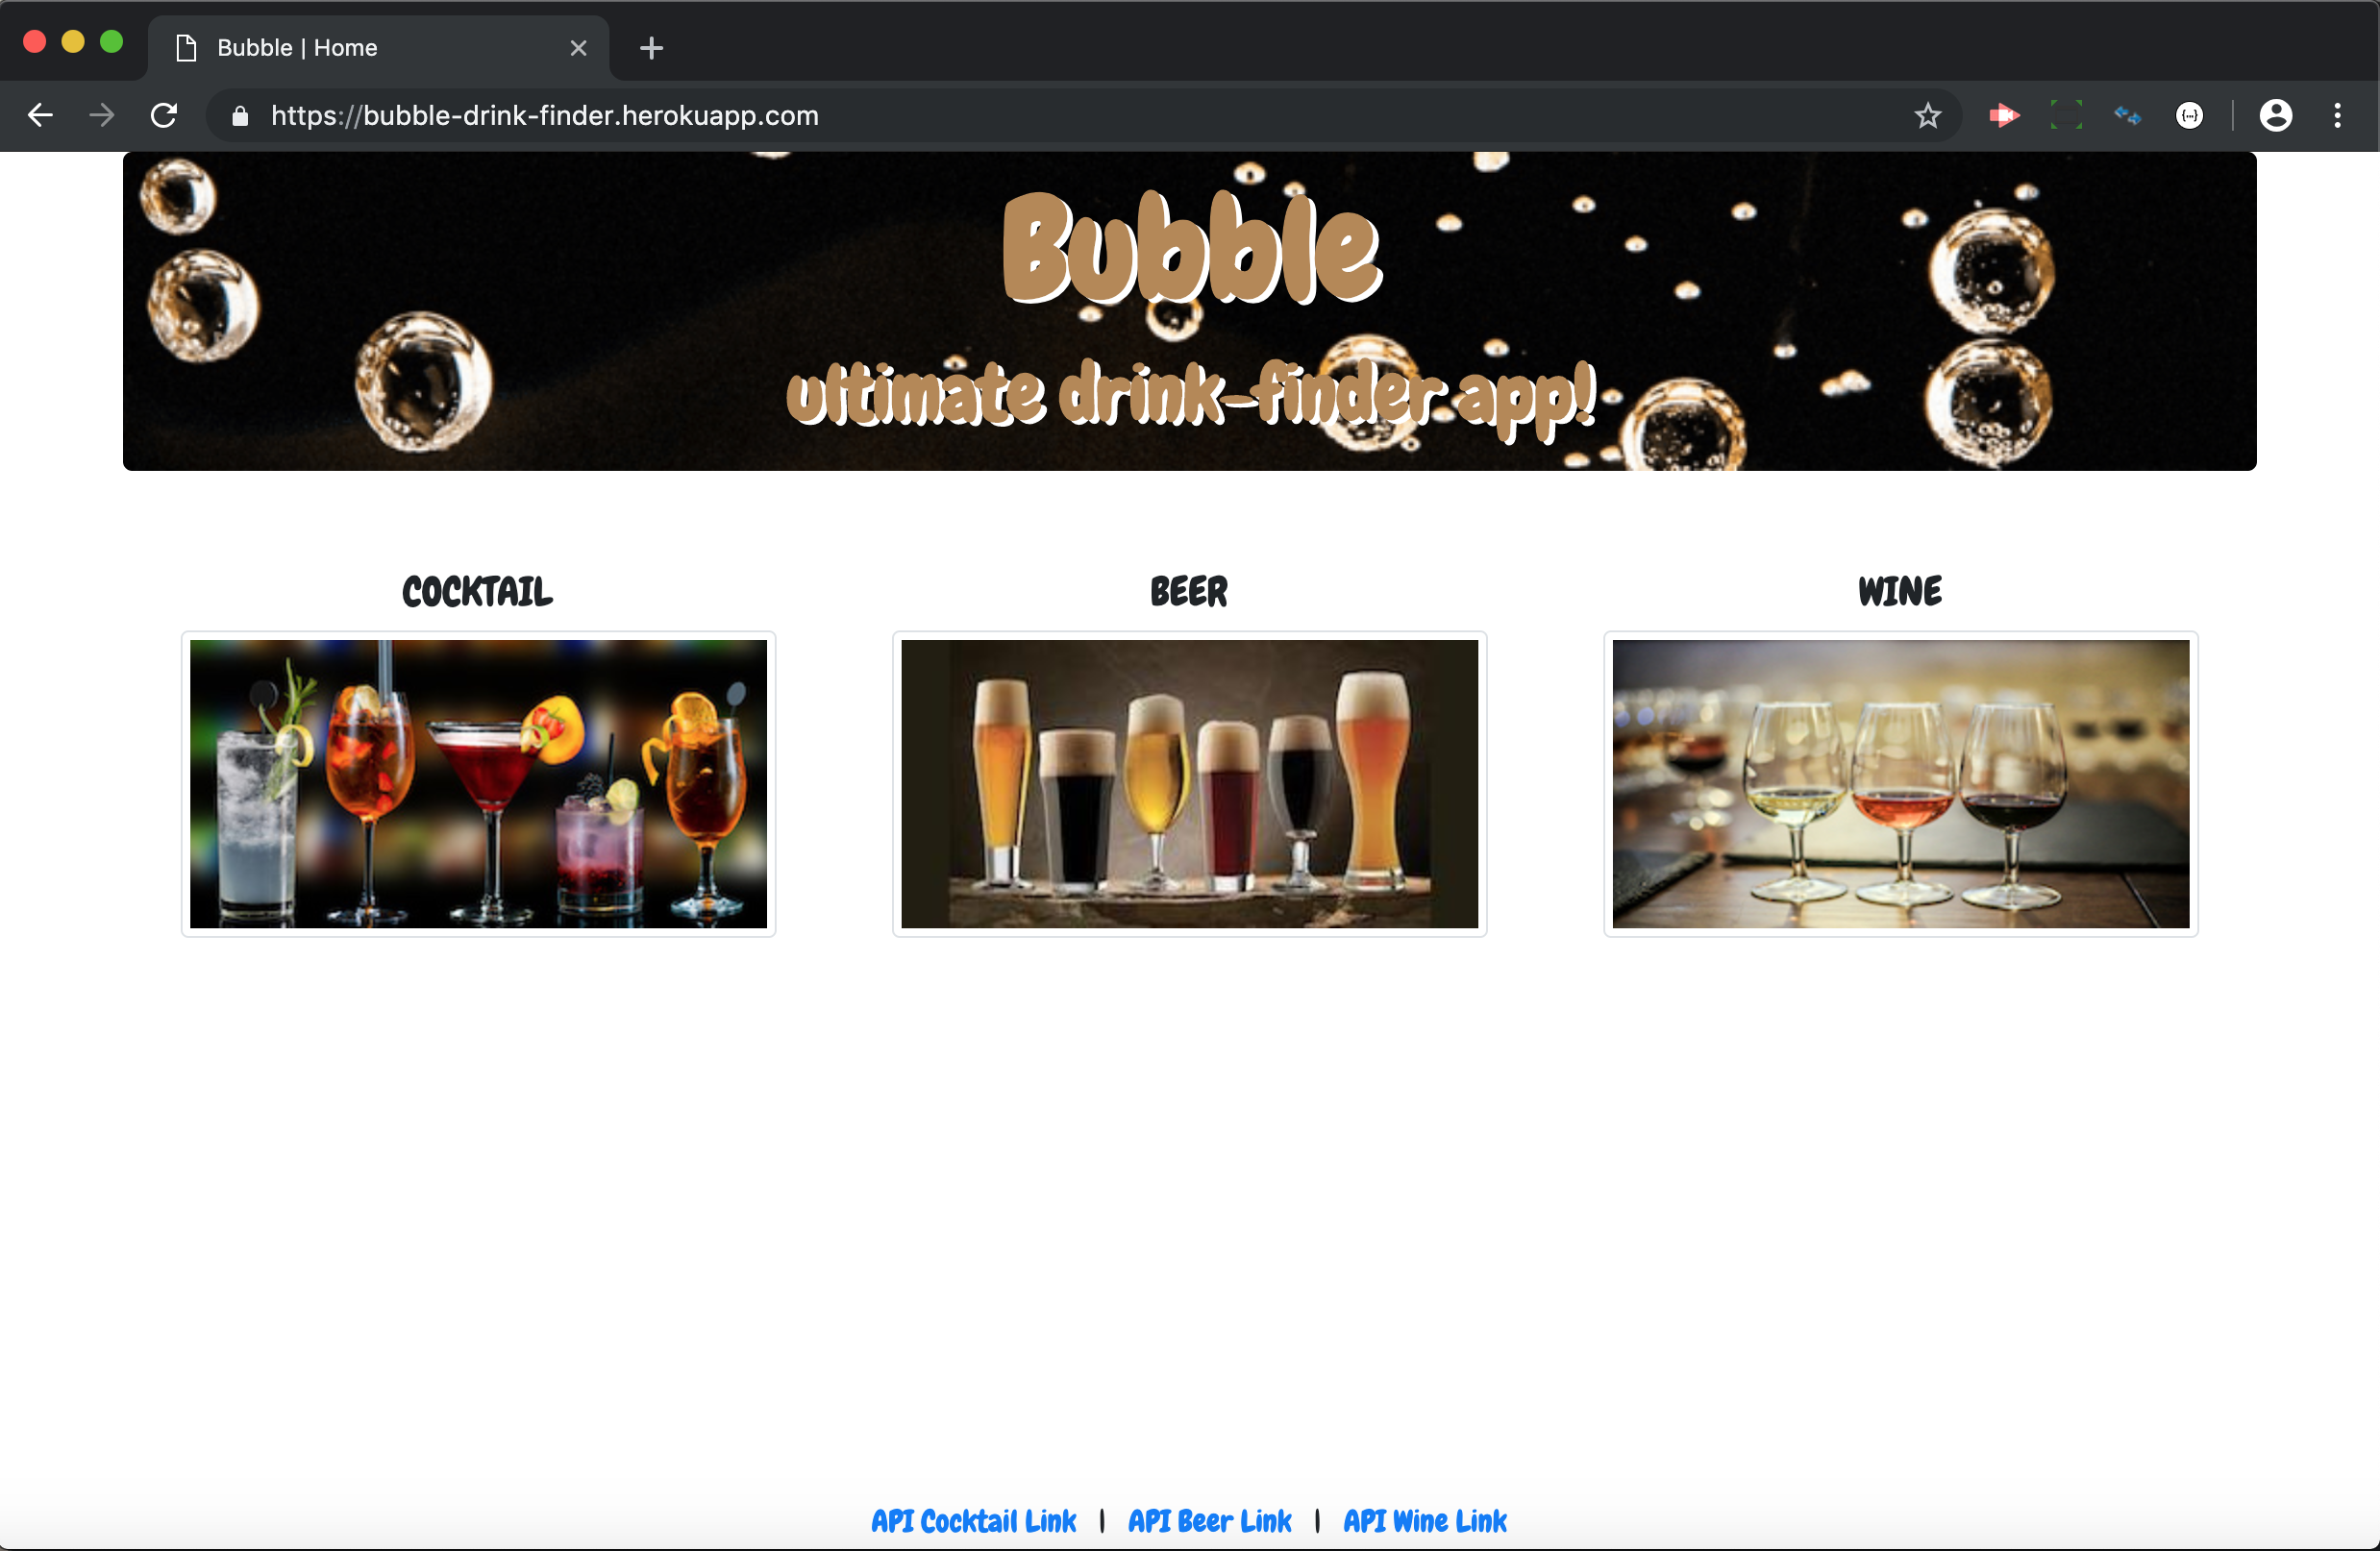 Bubble | Home
https://bubble-drink-finder.herokuapp.com
Bubble
ultimate drink-finder app!
COCKTAIL
BEER
WINE
API Cocktail Link | API Beer Link | API Wine Link